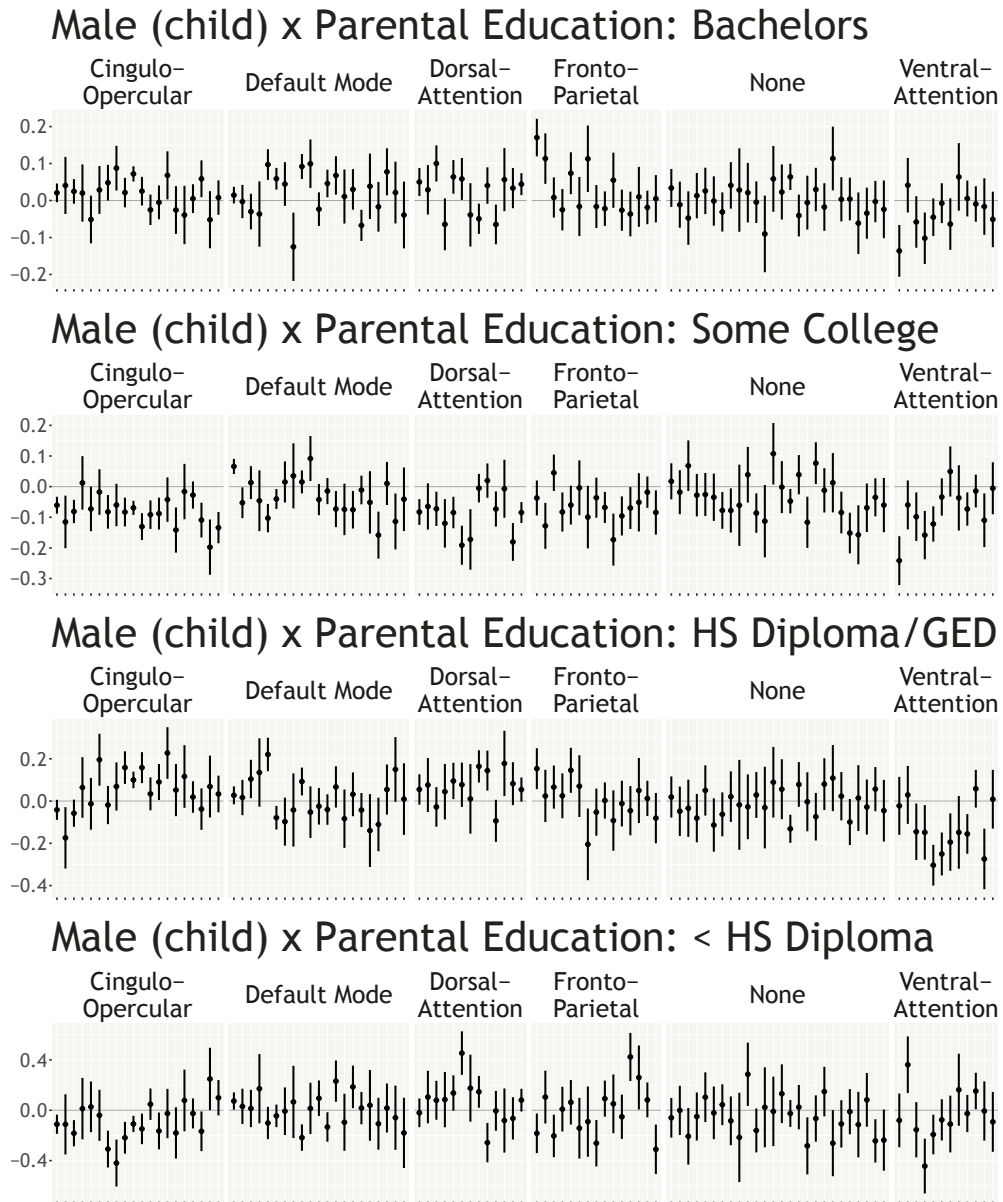 Male (child) x Parental Education: Bachelors
Cingulo−
Opercular
Default Mode
Dorsal−
Attention
Fronto−
Parietal
None
Ventral−
Attention
0.2
0.1
0.0
−0.1
−0.2
Male (child) x Parental Education: Some College
Cingulo−
Opercular
Default Mode
Dorsal−
Attention
Fronto−
Parietal
None
Ventral−
Attention
0.2
0.1
0.0
−0.1
−0.2
−0.3
Male (child) x Parental Education: HS Diploma/GED
Cingulo−
Opercular
Default Mode
Dorsal−
Attention
Fronto−
Parietal
None
Ventral−
Attention
0.2
0.0
−0.2
−0.4
Male (child) x Parental Education: < HS Diploma
Cingulo−
Opercular
Default Mode
Dorsal−
Attention
Fronto−
Parietal
None
Ventral−
Attention
0.4
0.0
−0.4